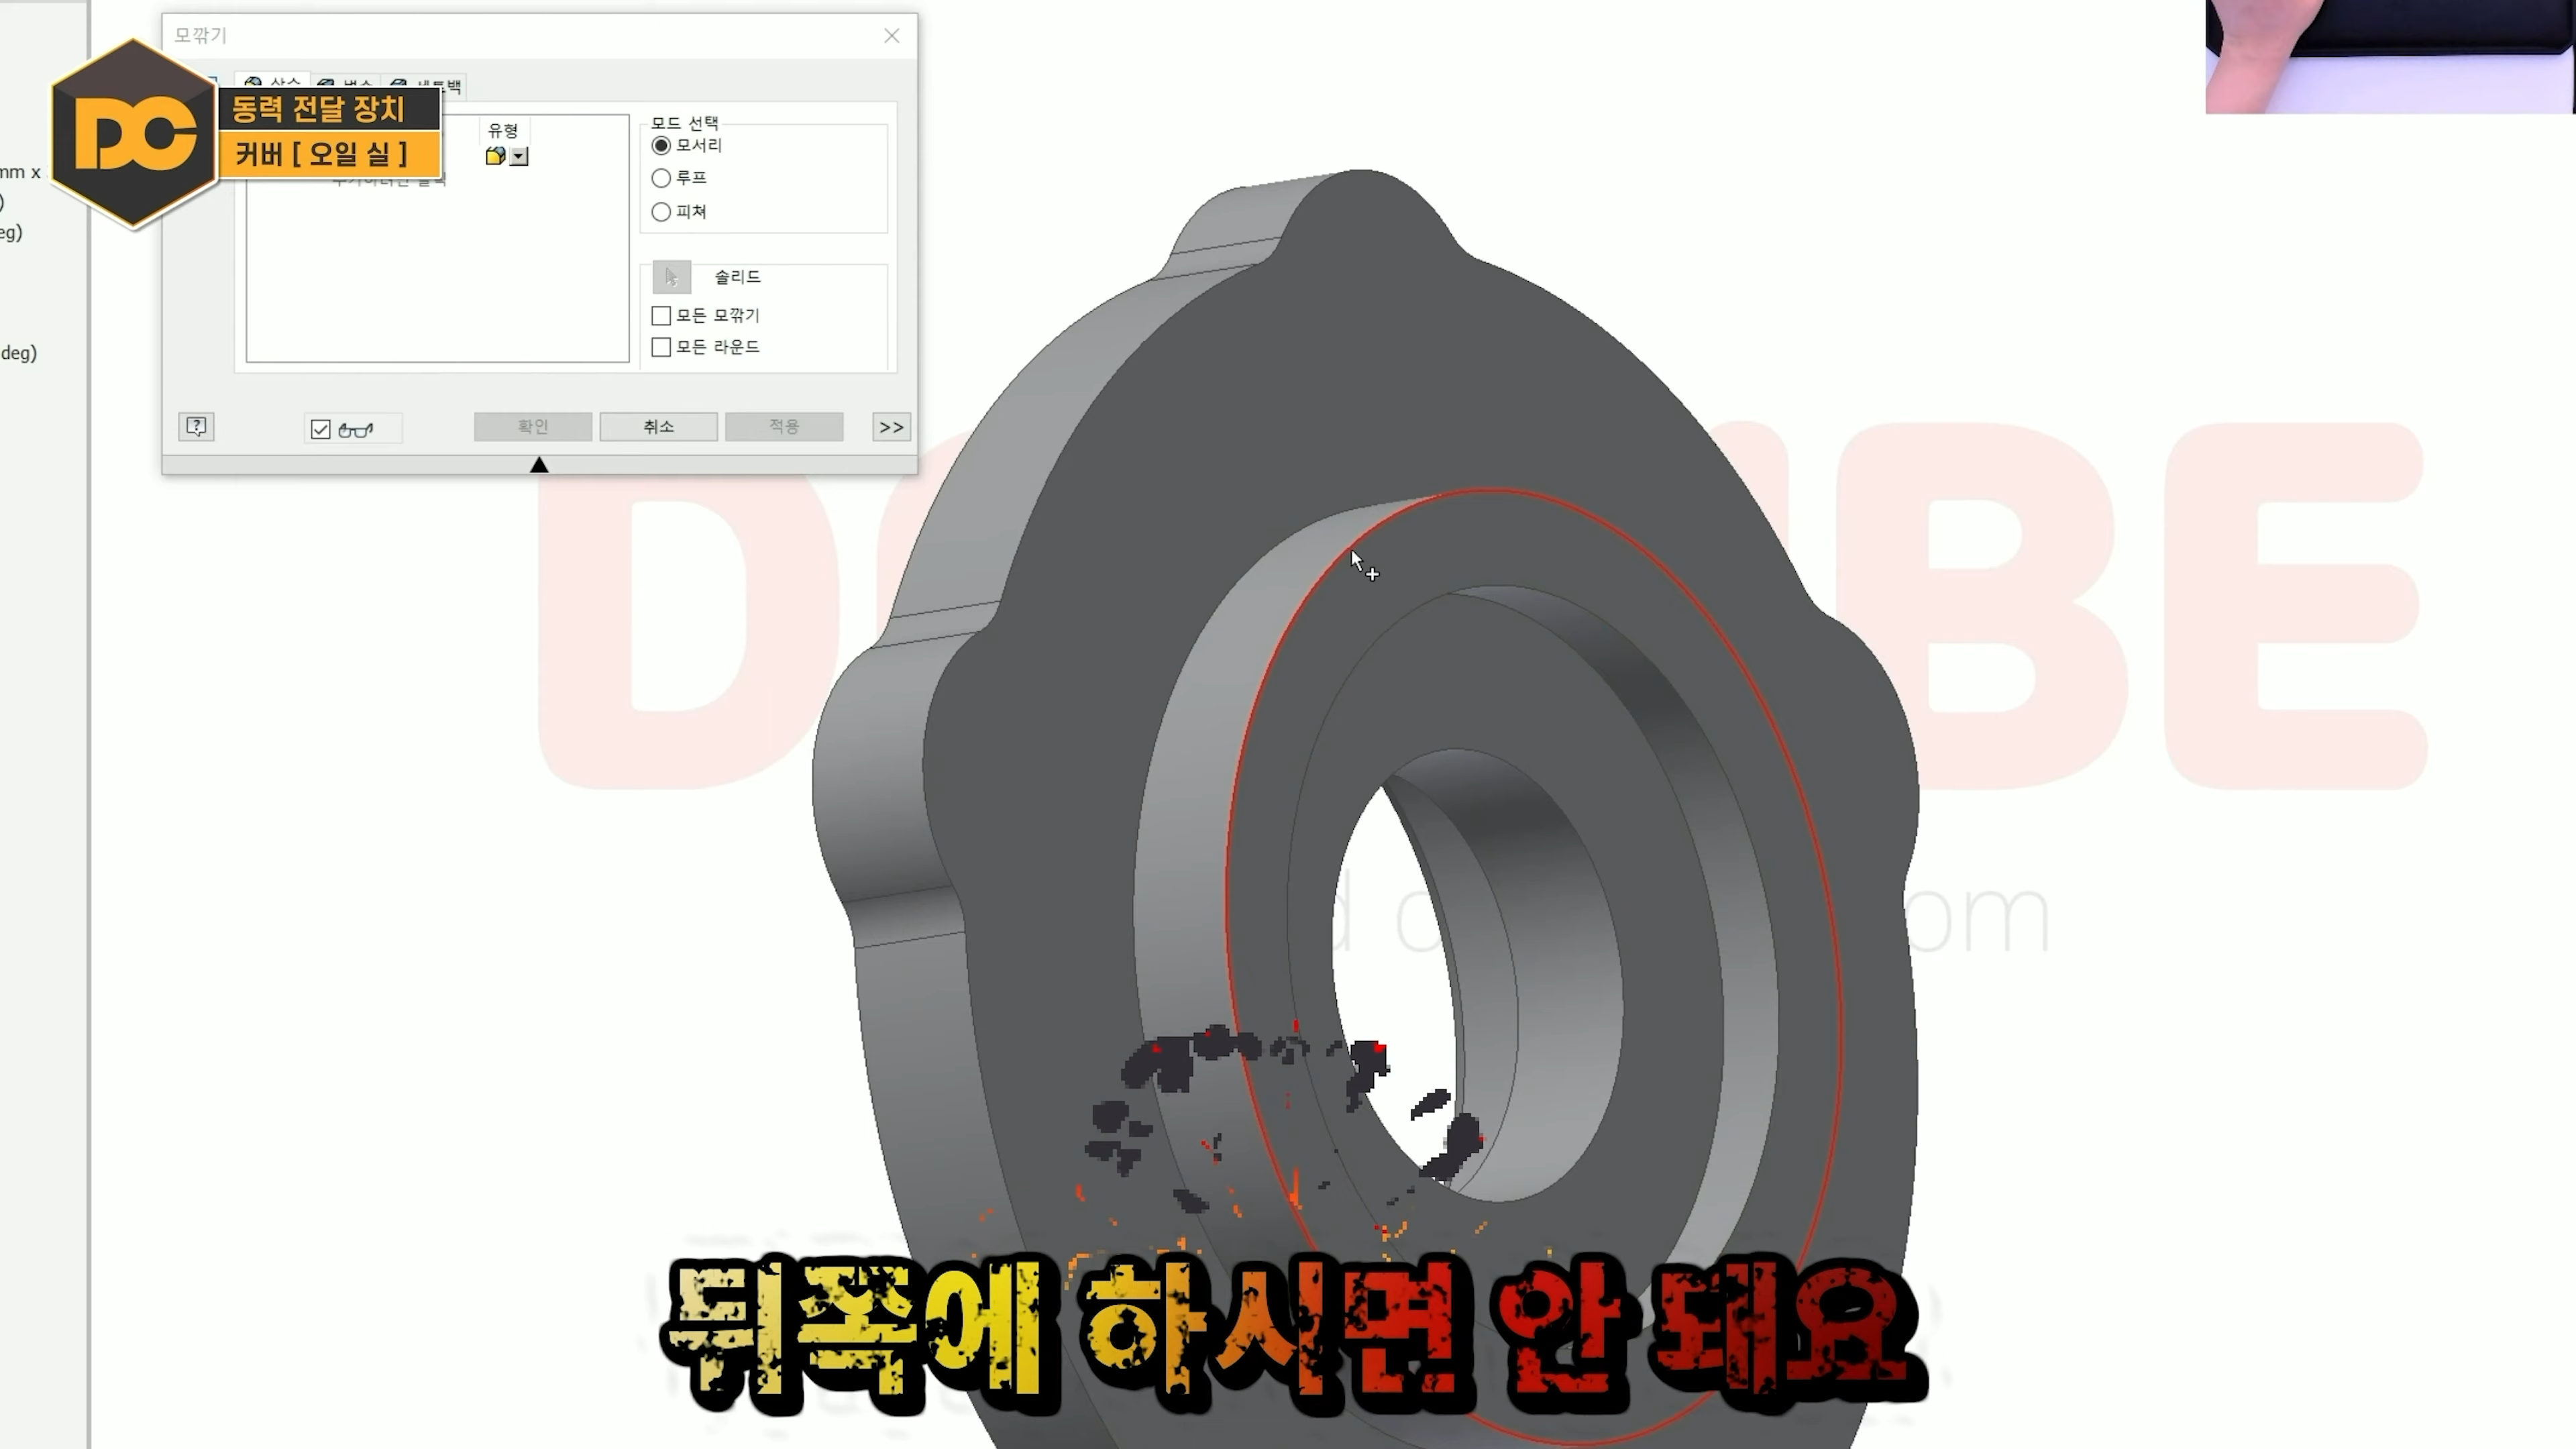 모깎기
DC
동력 전달 장치
커버 [ 오일 실 ]
유형
모드 선택
모서리
루프
피쳐
솔리드
모든 모깎기
모든 라운드
확인
취소
적용
>>
mm x
)
eg)
deg)
뒤쪽에 하시면 안 돼요